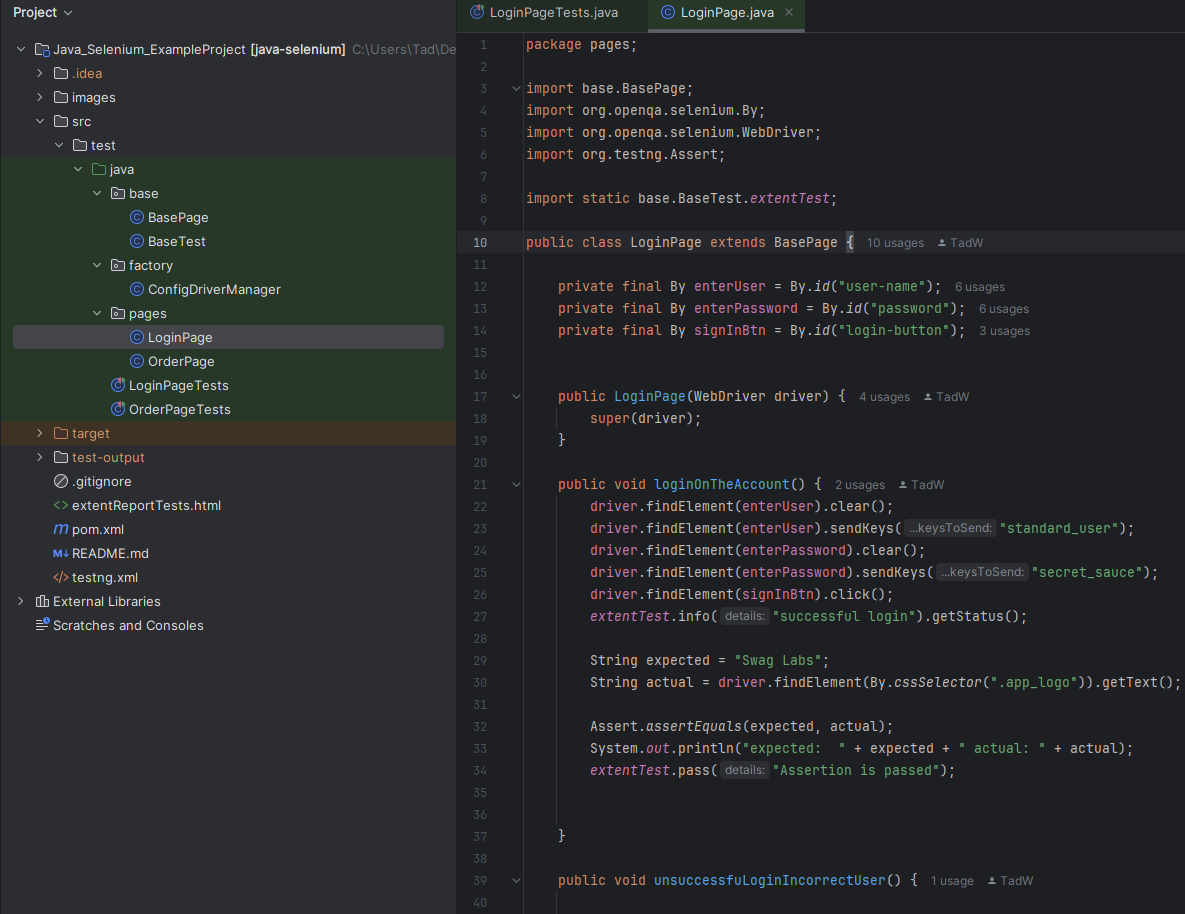 Project
Java_Selenium_ExampleProject [java-selenium] C:\Users\Tad\De
.idea
images
src
test
java
base
BasePage
BaseTest
factory
ConfigDriverManager
pages
LoginPage
OrderPage
LoginPageTests
OrderPageTests
target
test-output
.gitignore
extentReportTests.html
pom.xml
README.md
testng.xml
External Libraries
Scratches and Consoles
LoginPageTests.java LoginPage.java
1 package pages;
2
3 import base.BasePage;
4 import org.openqa.selenium.By;
5 import org.openqa.selenium.WebDriver;
6 import org.testng.Assert;
7
8 import static base.BaseTest.extentTest;
9
10 public class LoginPage extends BasePage { 10 usages TadW
11
12 private final By enterUser = By.id("user-name"); 6 usages
13 private final By enterPassword = By.id("password"); 6 usages
14 private final By signInBtn = By.id("login-button"); 3 usages
15
16
17 public LoginPage(WebDriver driver) { 4 usages TadW
18 super(driver);
19 }
20
21 public void loginOnTheAccount() { 2 usages TadW
22 driver.findElement(enterUser).clear();
23 driver.findElement(enterUser).sendKeys( ...keysToSend: "standard_user");
24 driver.findElement(enterPassword).clear();
25 driver.findElement(enterPassword).sendKeys( ...keysToSend: "secret_sauce");
26 driver.findElement(signInBtn).click();
27 extentTest.info( details: "successful login").getStatus();
28
29 String expected = "Swag Labs";
30 String actual = driver.findElement(By.cssSelector(".app_logo")).getText();
31
32 Assert.assertEquals(expected, actual);
33 System.out.println("expected:  " + expected + " actual: " + actual);
34 extentTest.pass( details: "Assertion is passed");
35
36
37 }
38
39 public void unsuccessfuLoginIncorrectUser() { 1 usage TadW
40